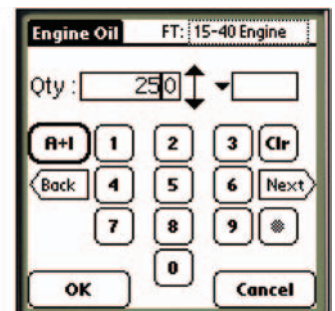 Engine Oil FT: 15-40 Engine
Qty : 250
A+I 1 2 3 Clr
Back 4 5 6 Next
7 8 9
0
OK Cancel